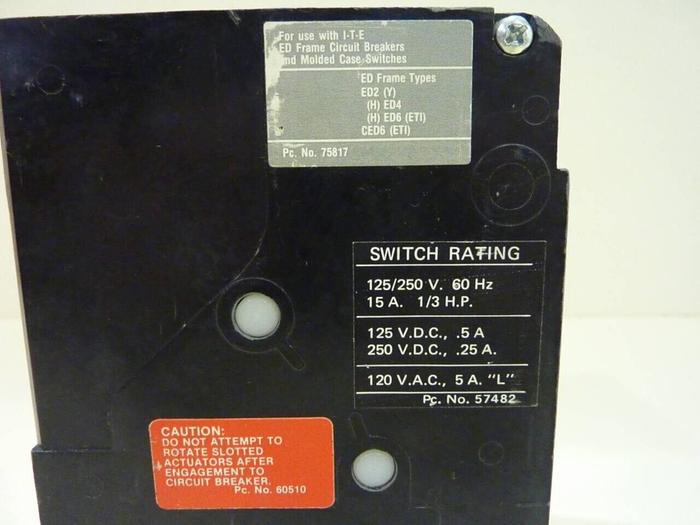 For use with I-T-E
ED Frame Circuit Breakers
and Molded Case Switches
ED Frame Types
ED2 (Y)
(H) ED4
(H) ED6 (ETI)
CED6 (ETI)
Pc. No. 75817
SWITCH RATING
125/250 V. 60 Hz
15 A. 1/3 H.P.
125 V.D.C., .5 A
250 V.D.C., .25 A.
120 V.A.C., 5 A. "L"
Pc. No. 57482
CAUTION:
DO NOT ATTEMPT TO
ROTATE SLOTTED
ACTUATORS AFTER
ENGAGEMENT TO
CIRCUIT BREAKER.
Pc. No. 60510